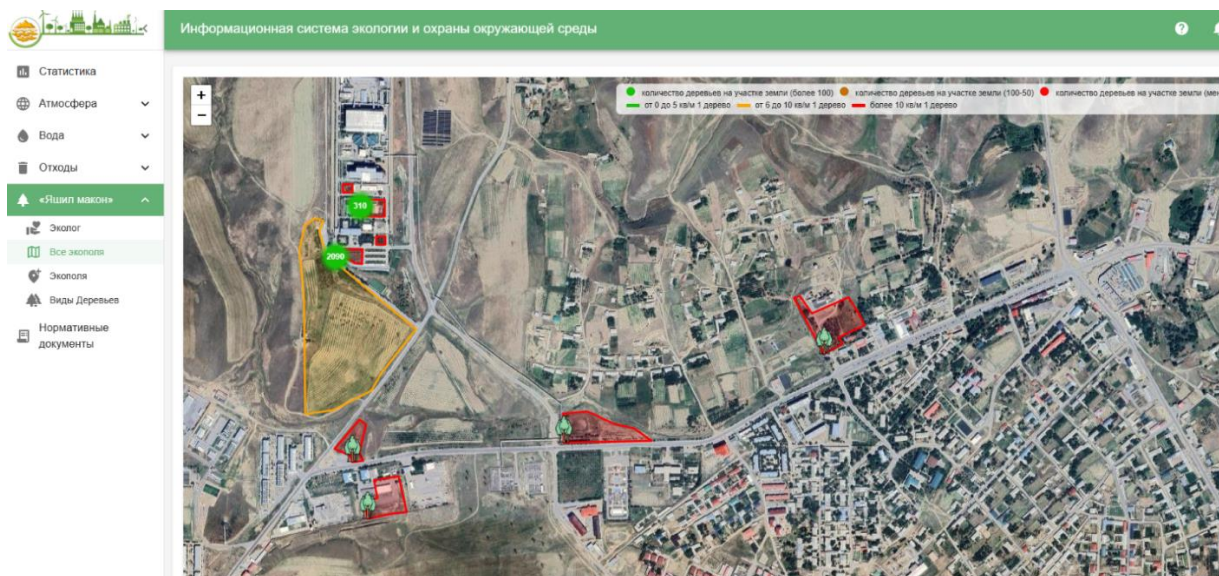 Информационная система экологии и охраны окружающей среды
?
Статистика
Атмосфера
Вода
Отходы
«Яшил макон»
Эколог
Все экополя
Экополя
Виды Деревьев
Нормативные
документы
+
−
количество деревьев на участке земли (более 100) количество деревьев на участке земли (100-50) количество деревьев на участке земли
от 0 до 5 кв/м 1 дерево от 6 до 10 кв/м 1 дерево более 10 кв/м 1 дерево
310
2090